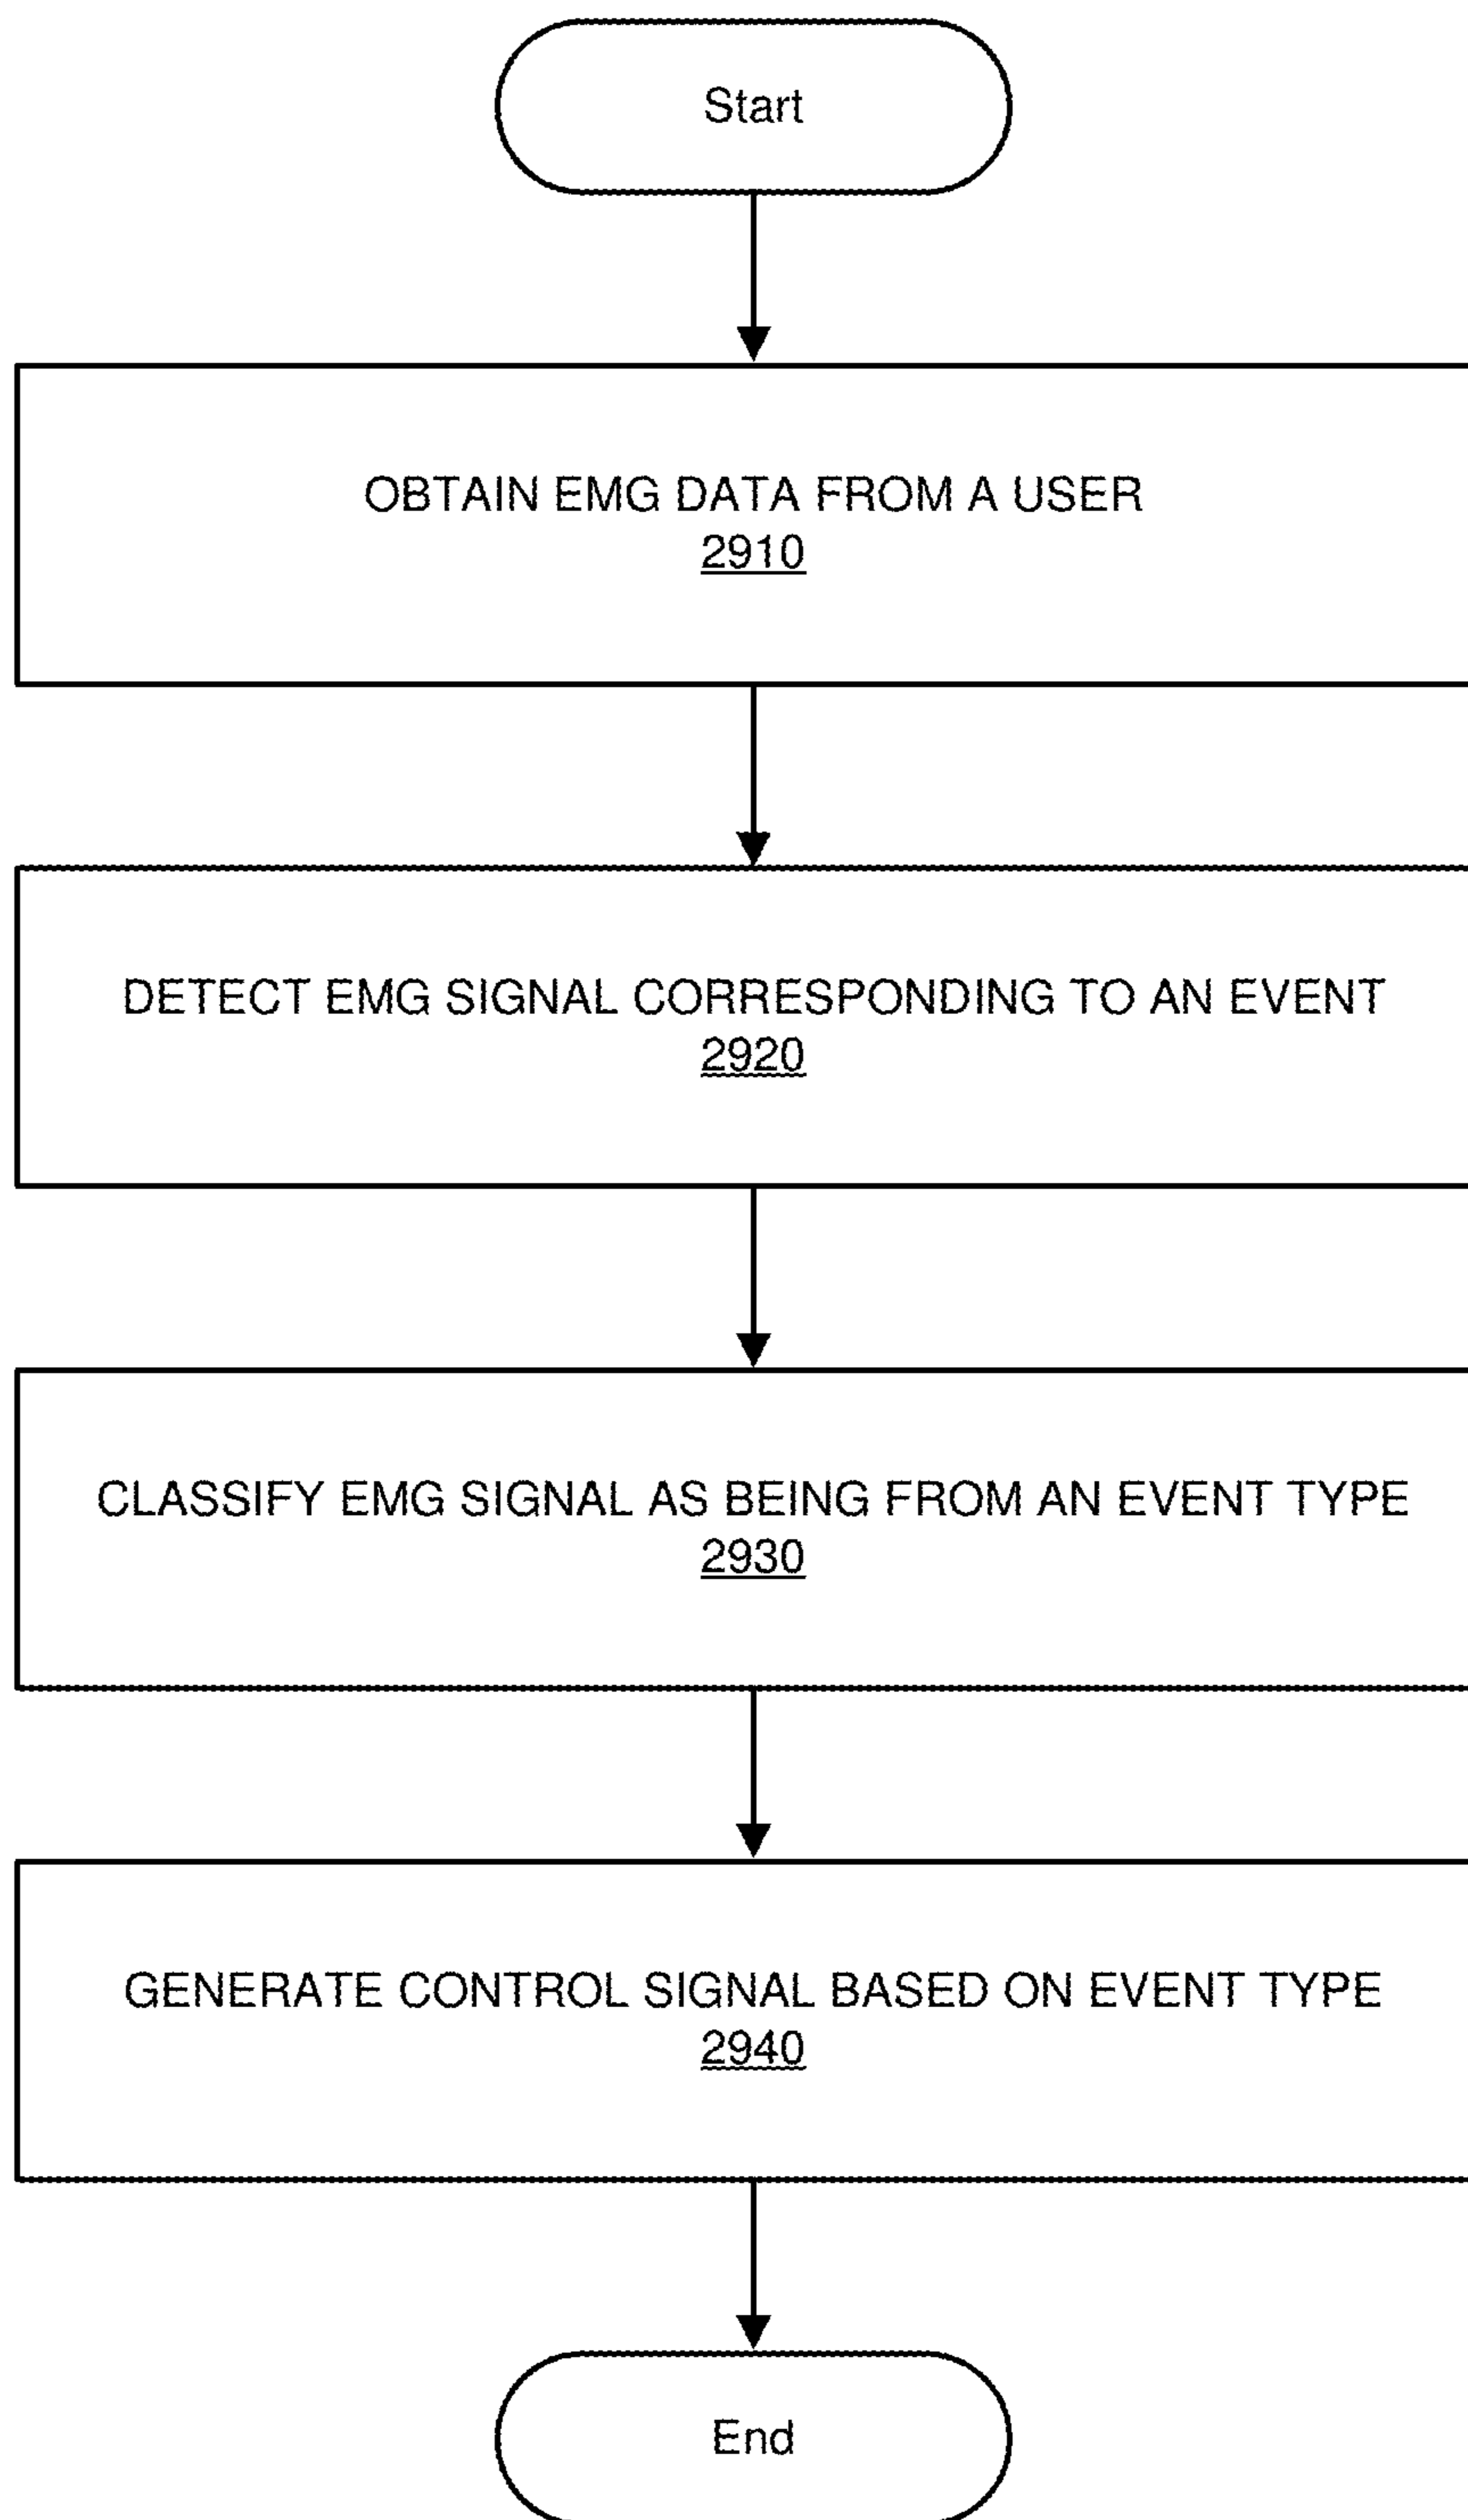 Start
OBTAIN EMG DATA FROM A USER
2910
DETECT EMG SIGNAL CORRESPONDING TO AN EVENT
2920
CLASSIFY EMG SIGNAL AS BEING FROM AN EVENT TYPE
2930
GENERATE CONTROL SIGNAL BASED ON EVENT TYPE
2940
End